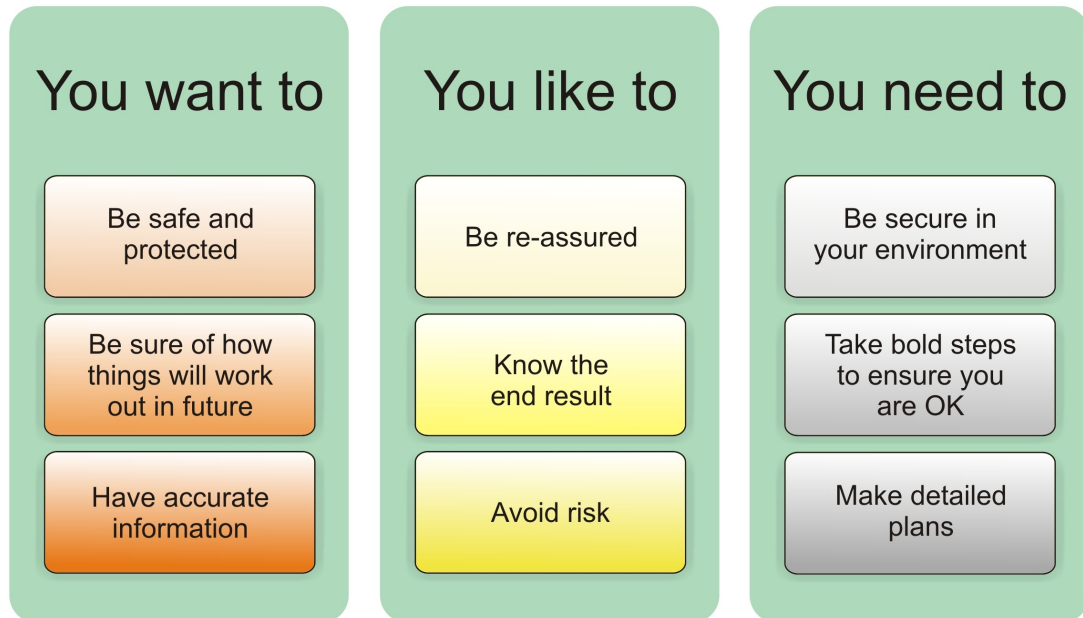 You want to
Be safe and
protected
Be sure of how
things will work
out in future
Have accurate
information
You like to
Be re-assured
Know the
end result
Avoid risk
You need to
Be secure in
your environment
Take bold steps
to ensure you
are OK
Make detailed
plans